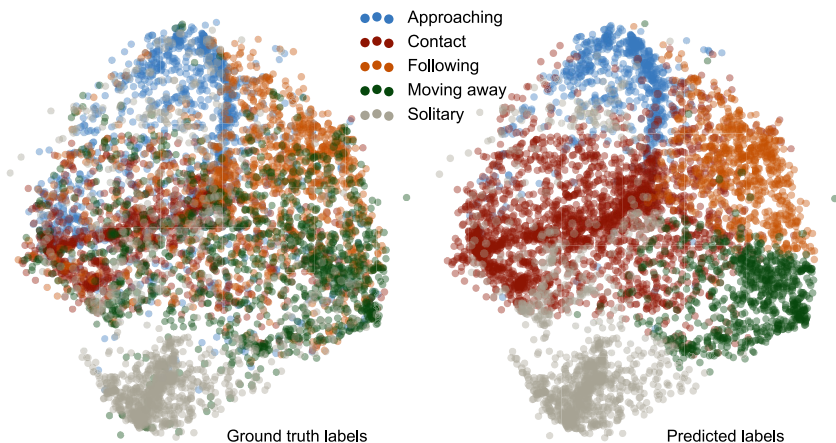 Approaching
Contact
Following
Moving away
Solitary
Ground truth labels
Predicted labels